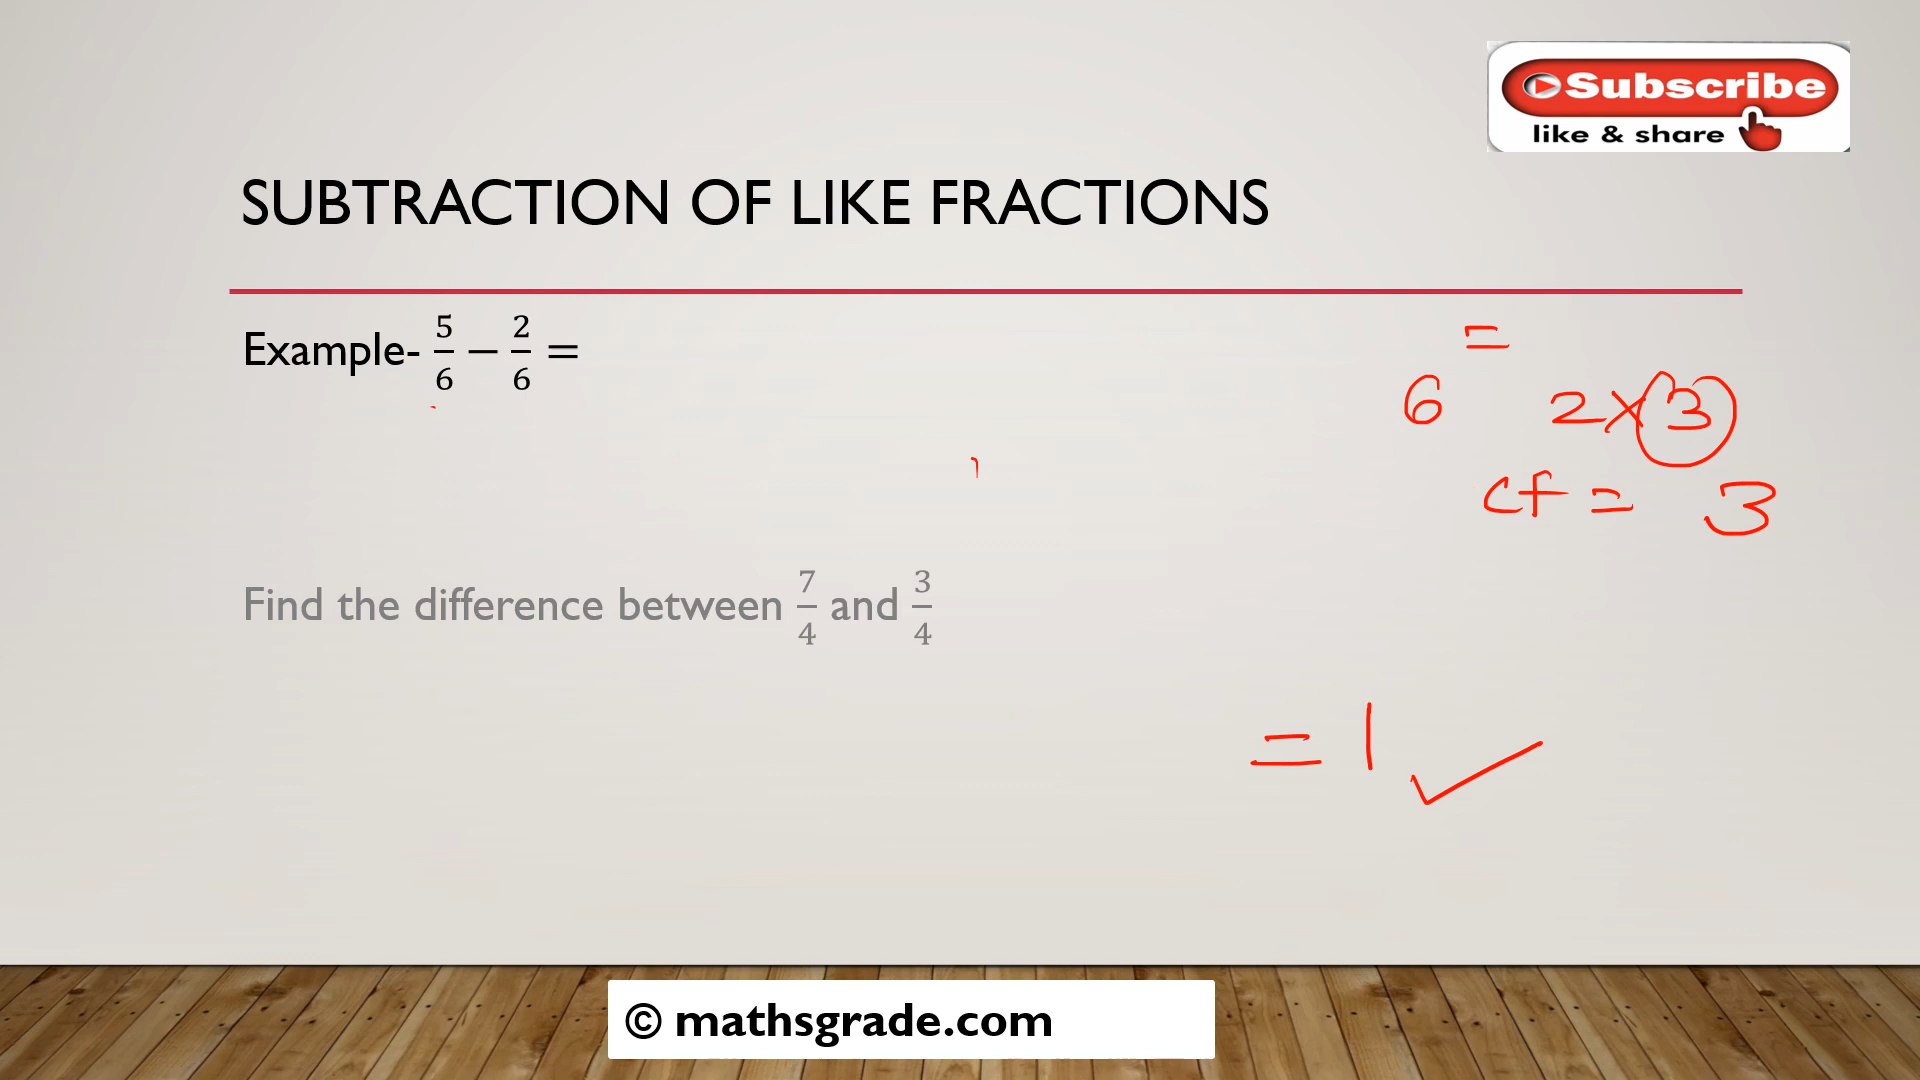 Subscribe
like & share
SUBTRACTION OF LIKE FRACTIONS
Example- 5/6 − 2/6 =
=
6 2×3
cf = 3
Find the difference between 7/4 and 3/4
= 1
© mathsgrade.com